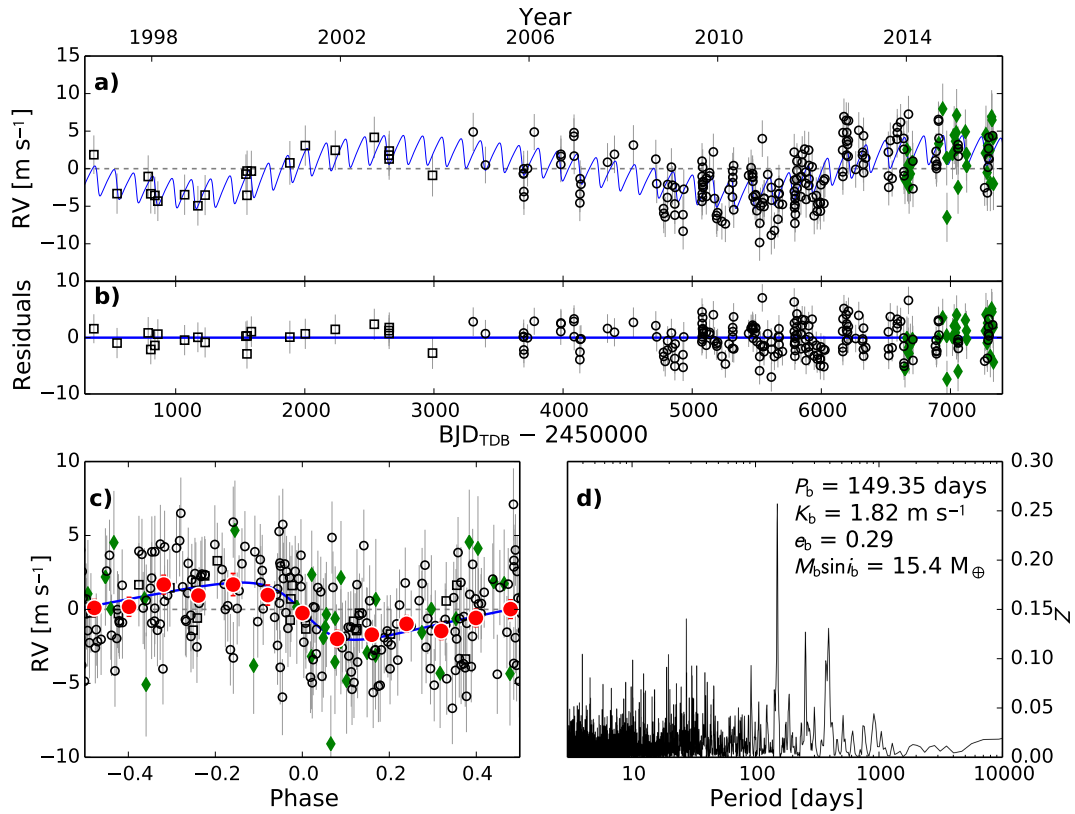 Year
1998 2002 2006 2010 2014
a)
15
10
5
0
−5
−10
RV [m s⁻¹]
b)
10
0
−10
Residuals
1000 2000 3000 4000 5000 6000 7000
BJD_TDB − 2450000
c)
10
5
0
−5
−10
RV [m s⁻¹]
−0.4 −0.2 0.0 0.2 0.4
Phase
d)
P_b = 149.35 days
K_b = 1.82 m s⁻¹
e_b = 0.29
M_b sin i_b = 15.4 M_⊕
0.30
0.25
0.20
0.15
0.10
0.05
0.00
Z
10 100 1000 10000
Period [days]